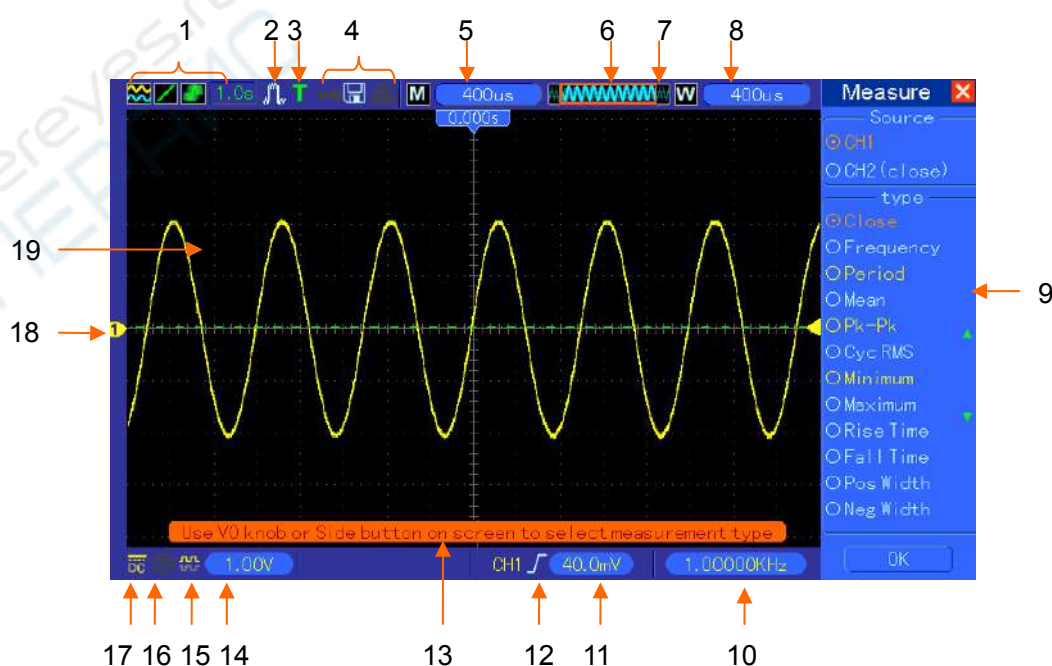 1 2 3 4 5 6 7 8
1.0s T M 400us W 400us Measure X
0.000s
Source
CH1
CH2(close)
type
Close
Frequency
Period
Mean
Pk-Pk
Cyc RMS
Minimum
Maximum
Rise Time
Fall Time
Pos Width
Neg Width
OK
19
9
18
1
Use V0 knob or Side button on screen to select measurement type
DC 1.00V CH1 40.0mV 1.00000KHz
17 16 15 14 13 12 11 10